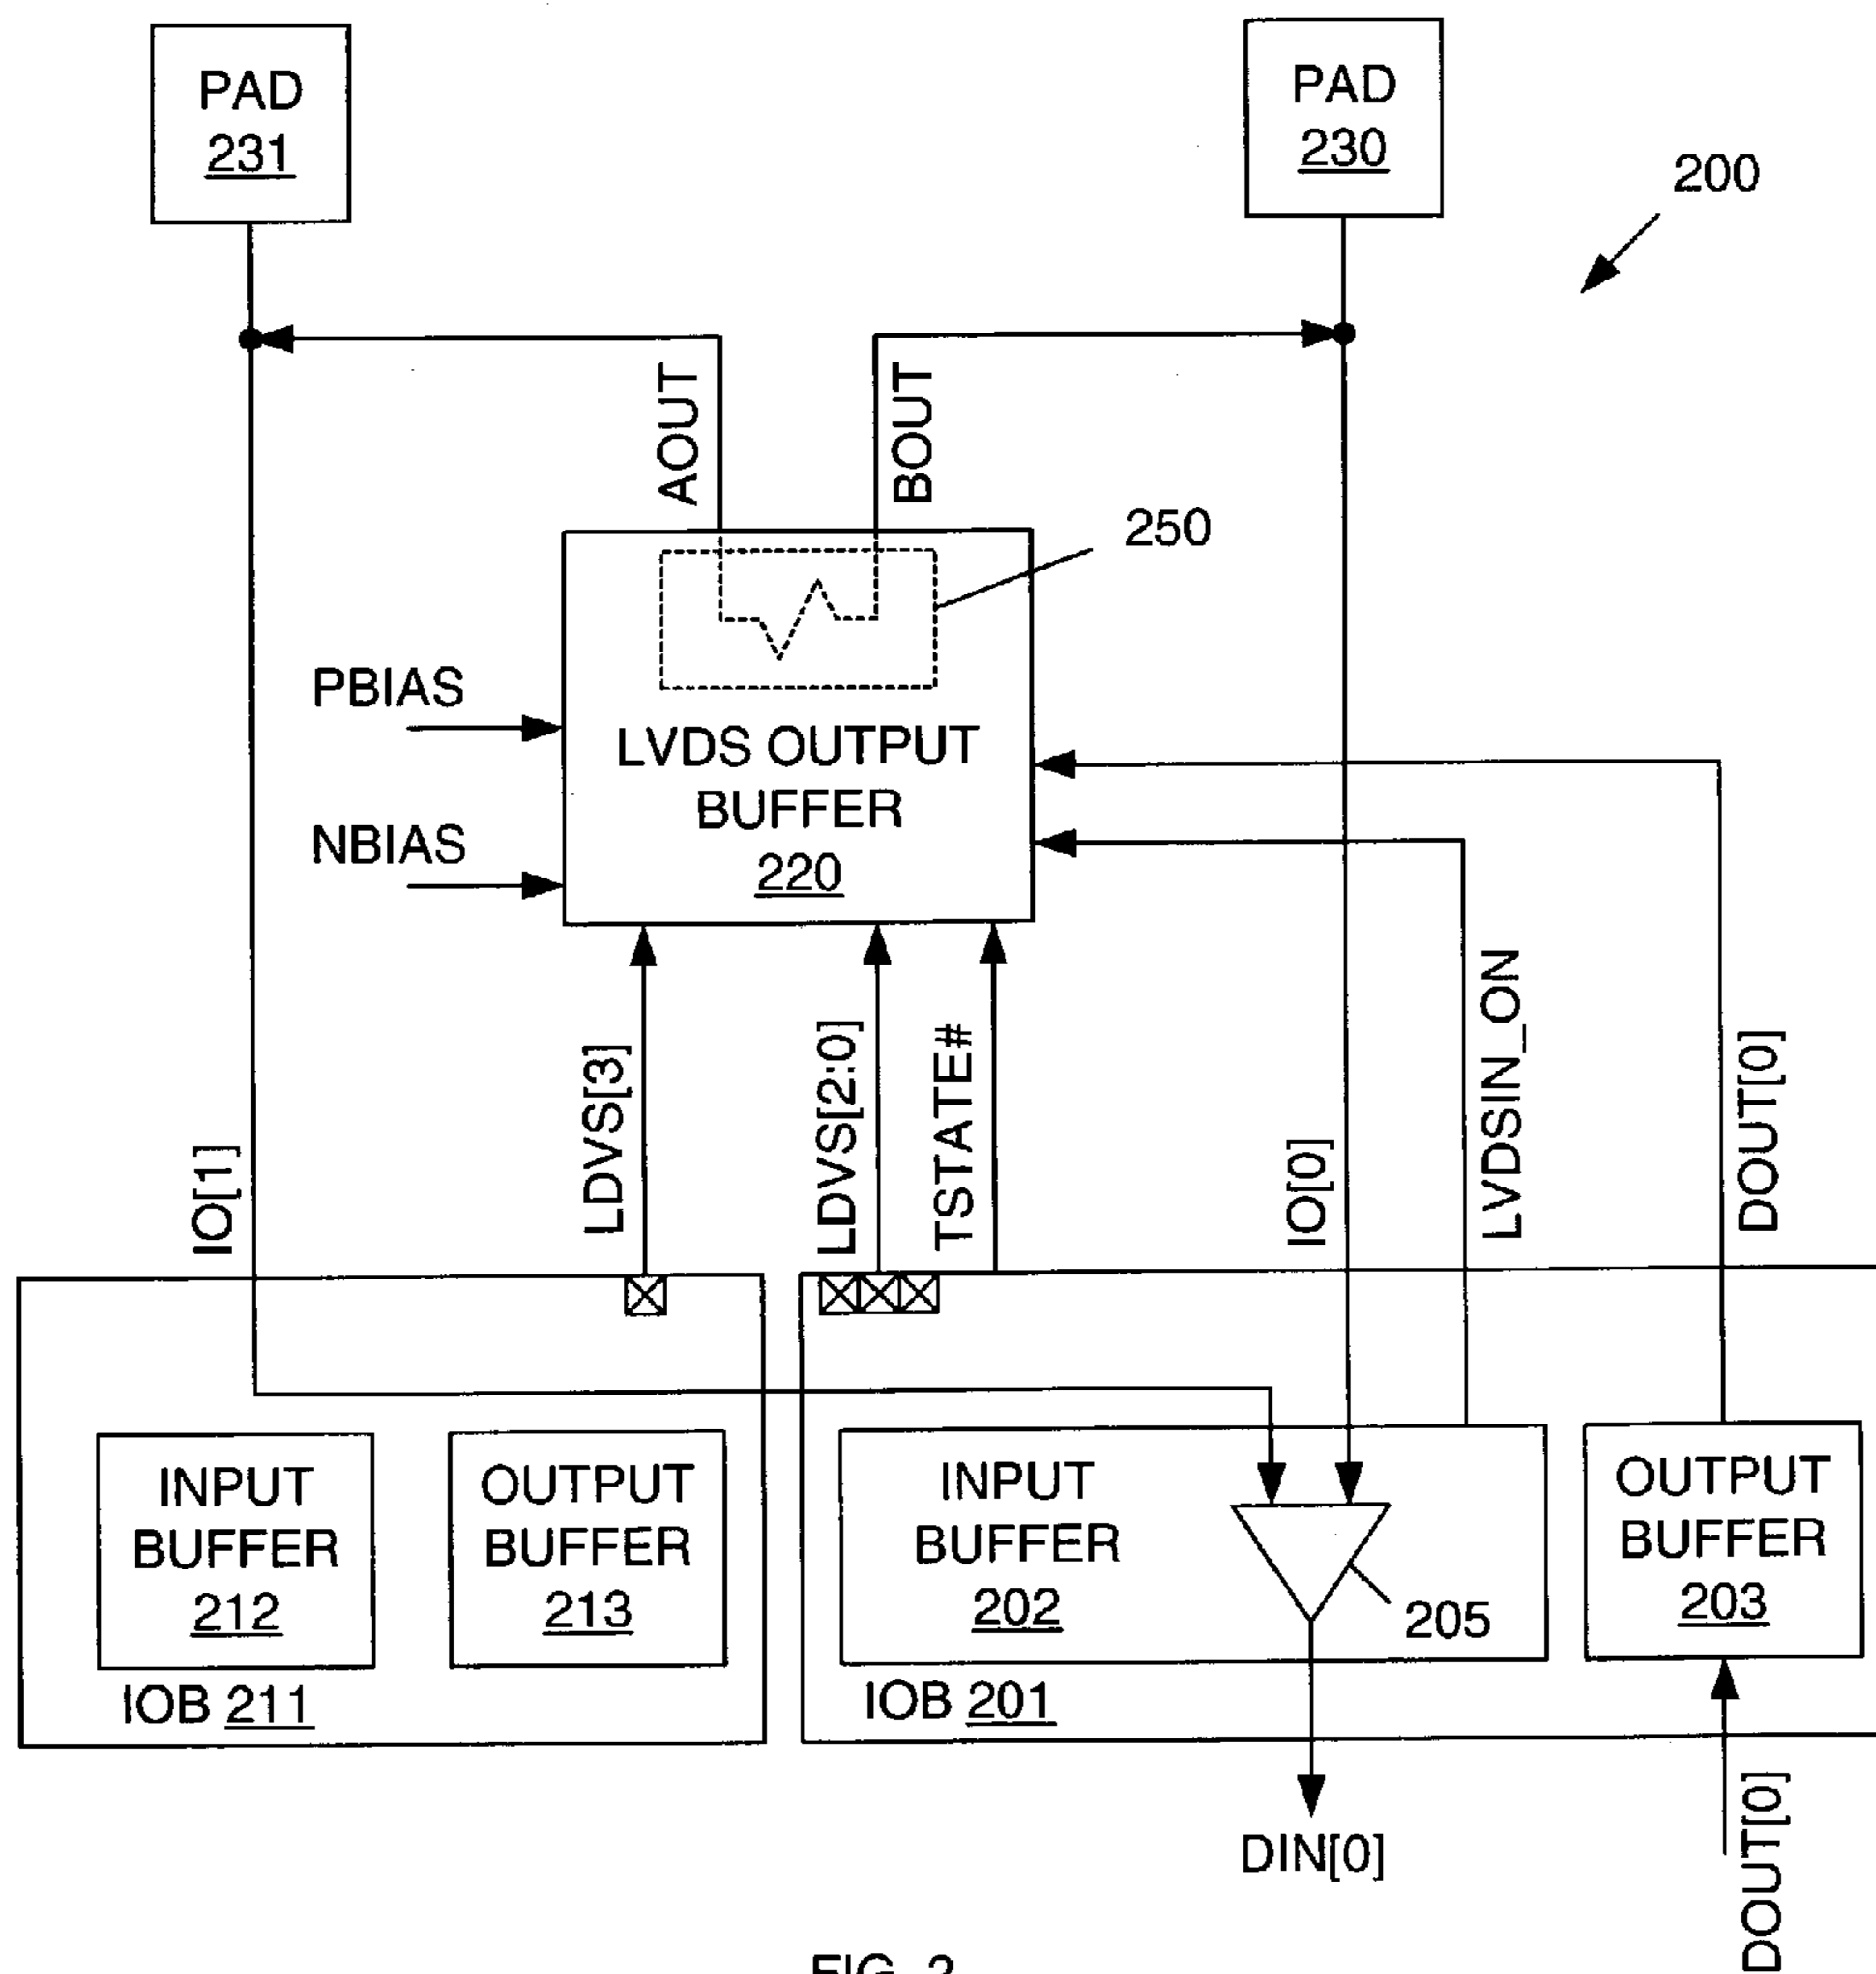 PAD
231
PAD
230
200
AOUT
BOUT
250
PBIAS
NBIAS
LVDS OUTPUT
BUFFER
220
IO[1]
LDVS[3]
LDVS[2:0]
TSTATE#
IO[0]
LVDSIN_ON
DOUT[0]
INPUT
BUFFER
212
OUTPUT
BUFFER
213
IOB 211
INPUT
BUFFER
202
205
OUTPUT
BUFFER
203
IOB 201
DIN[0]
DOUT[0]
FIG. 2